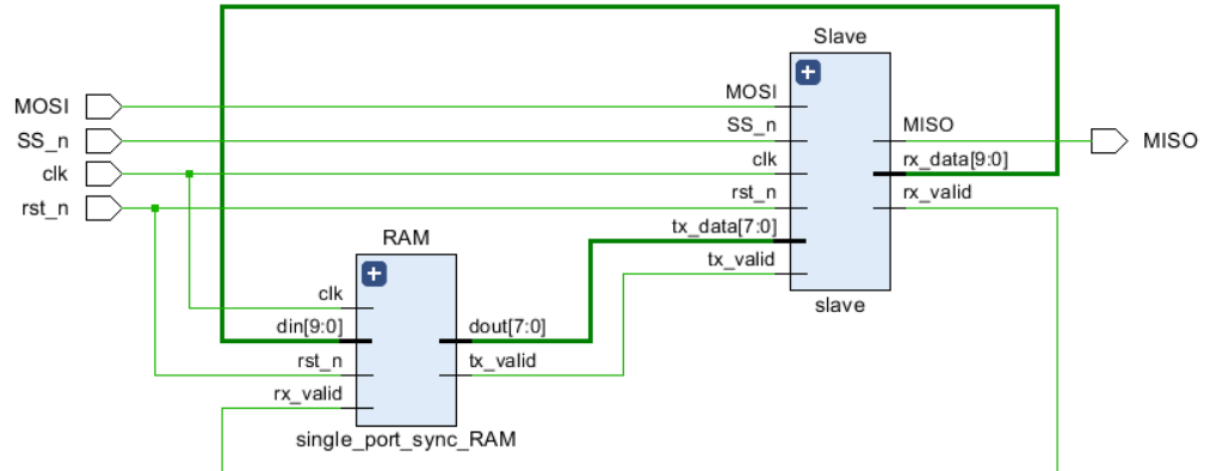 Slave
MOSI
SS_n
clk
rst_n
MOSI
SS_n
clk
rst_n
tx_data[7:0]
tx_valid
MISO
rx_data[9:0]
rx_valid
MISO
slave
RAM
clk
din[9:0]
rst_n
rx_valid
dout[7:0]
tx_valid
single_port_sync_RAM